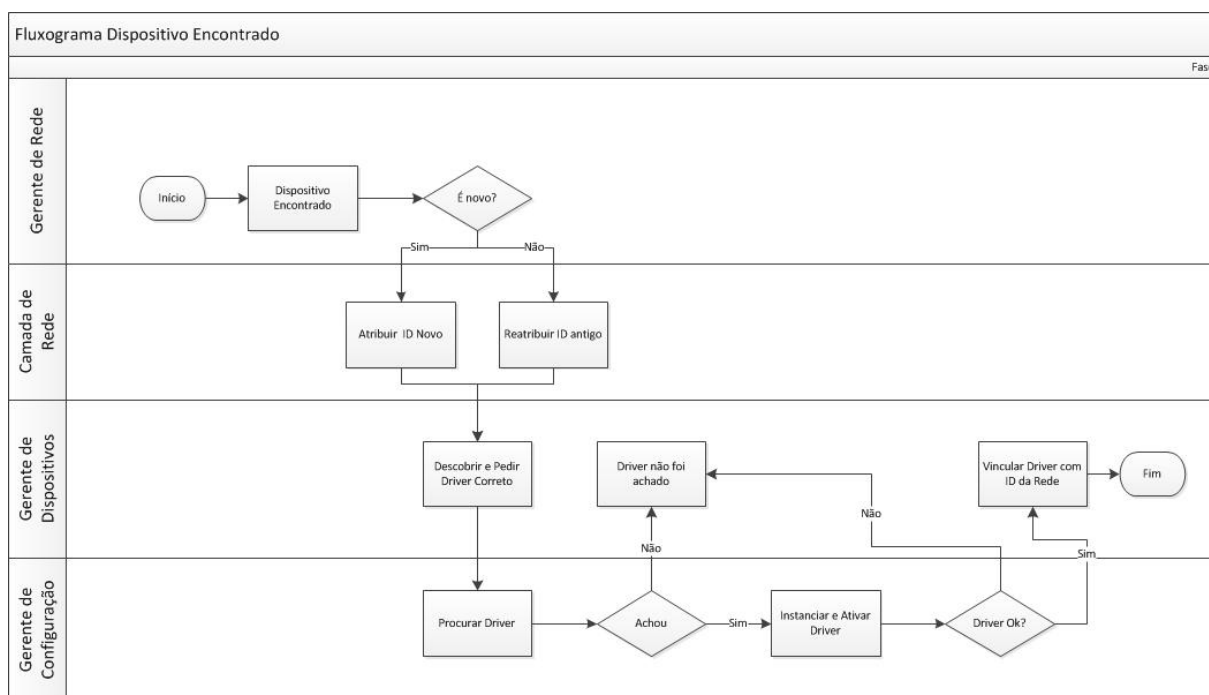 Fluxograma Dispositivo Encontrado
Fase
Gerente de Rede
Início
Dispositivo
Encontrado
É novo?
Sim
Não
Camada de
Rede
Atribuir ID Novo
Reatribuir ID antigo
Gerente de
Dispositivos
Descobrir e Pedir
Driver Correto
Driver não foi
achado
Vincular Driver com
ID da Rede
Fim
Não
Não
Sim
Gerente de
Configuração
Procurar Driver
Achou
Sim
Instanciar e Ativar
Driver
Driver Ok?